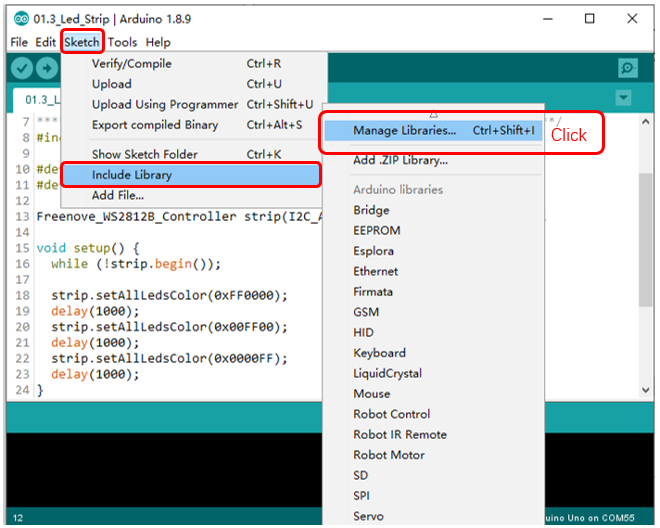 01.3_Led_Strip | Arduino 1.8.9
File Edit Sketch Tools Help
Verify/Compile Ctrl+R
Upload Ctrl+U
Upload Using Programmer Ctrl+Shift+U
Export compiled Binary Ctrl+Alt+S
Show Sketch Folder Ctrl+K
Include Library
Add File...
Manage Libraries... Ctrl+Shift+I
Click
Add .ZIP Library...
Arduino libraries
Bridge
EEPROM
Esplora
Ethernet
Firmata
GSM
HID
Keyboard
LiquidCrystal
Mouse
Robot Control
Robot IR Remote
Robot Motor
SD
SPI
Servo
01.3_L
7 *** **/
8 #in
9
10 #de
11 #de
12
13 Freenove_WS2812B_Controller strip(I2C_A
14
15 void setup() {
16 while (!strip.begin());
17
18 strip.setAllLedsColor(0xFF0000);
19 delay(1000);
20 strip.setAllLedsColor(0x00FF00);
21 delay(1000);
22 strip.setAllLedsColor(0x0000FF);
23 delay(1000);
24 }
12 uino Uno on COM55